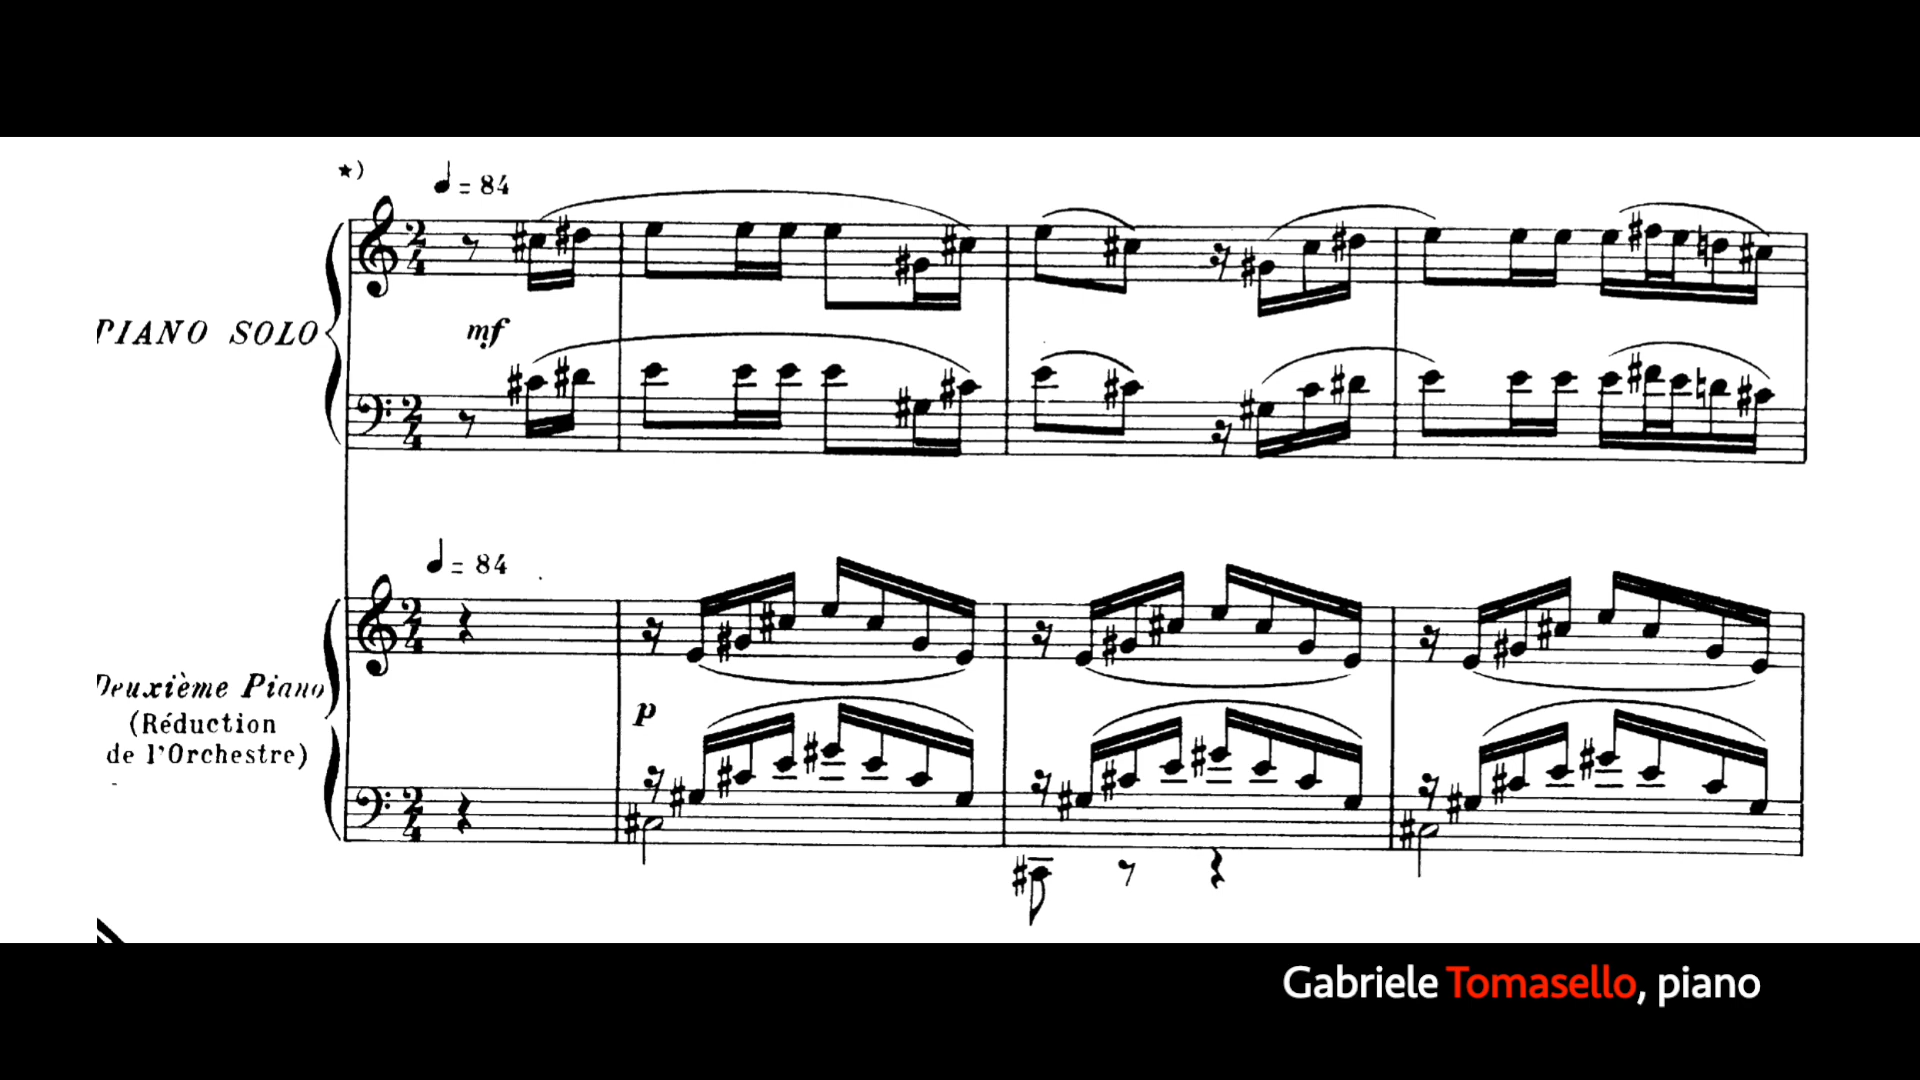 ★)
♩ = 84
PIANO SOLO
mf
♩ = 84
Deuxième Piano
(Réduction
de l'Orchestre)
p
Gabriele Tomasello, piano